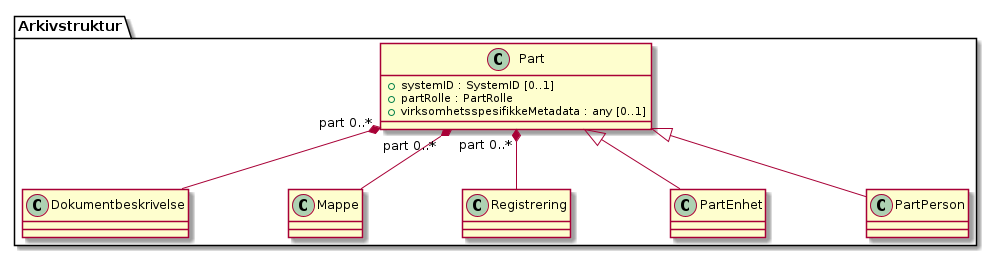 Arkivstruktur
C Part
systemID : SystemID [0..1]
partRolle : PartRolle
virksomhetsspesifikkeMetadata : any [0..1]
part 0..*
part 0..*
part 0..*
C Dokumentbeskrivelse
C Mappe
C Registrering
C PartEnhet
C PartPerson